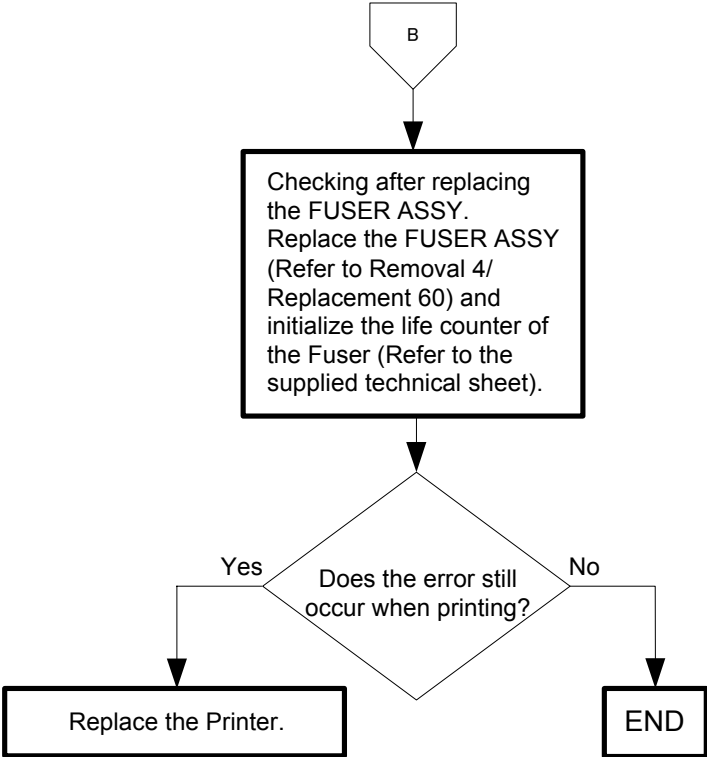 B
Checking after replacing
the FUSER ASSY.
Replace the FUSER ASSY
(Refer to Removal 4/
Replacement 60) and
initialize the life counter of
the Fuser (Refer to the
supplied technical sheet).
Yes
No
Does the error still
occur when printing?
Replace the Printer.
END